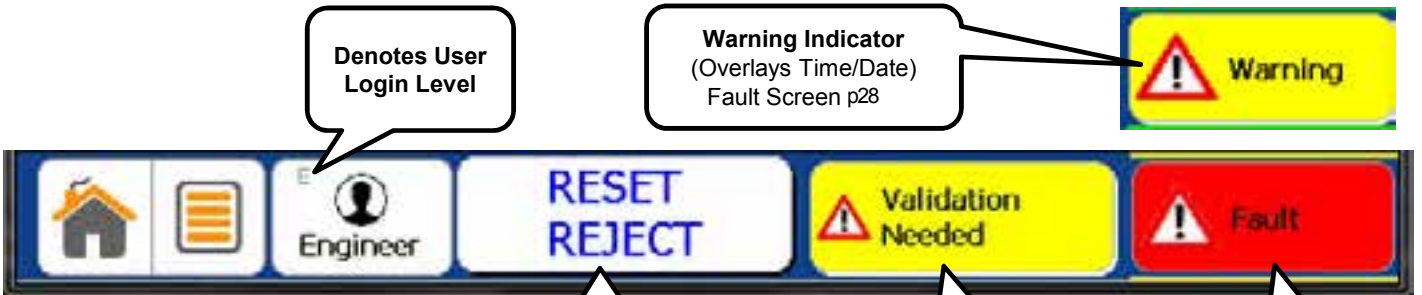 Denotes User
Login Level
Warning Indicator
(Overlays Time/Date)
Fault Screen p28
Warning
E
Engineer
RESET
REJECT
Validation
Needed
Fault